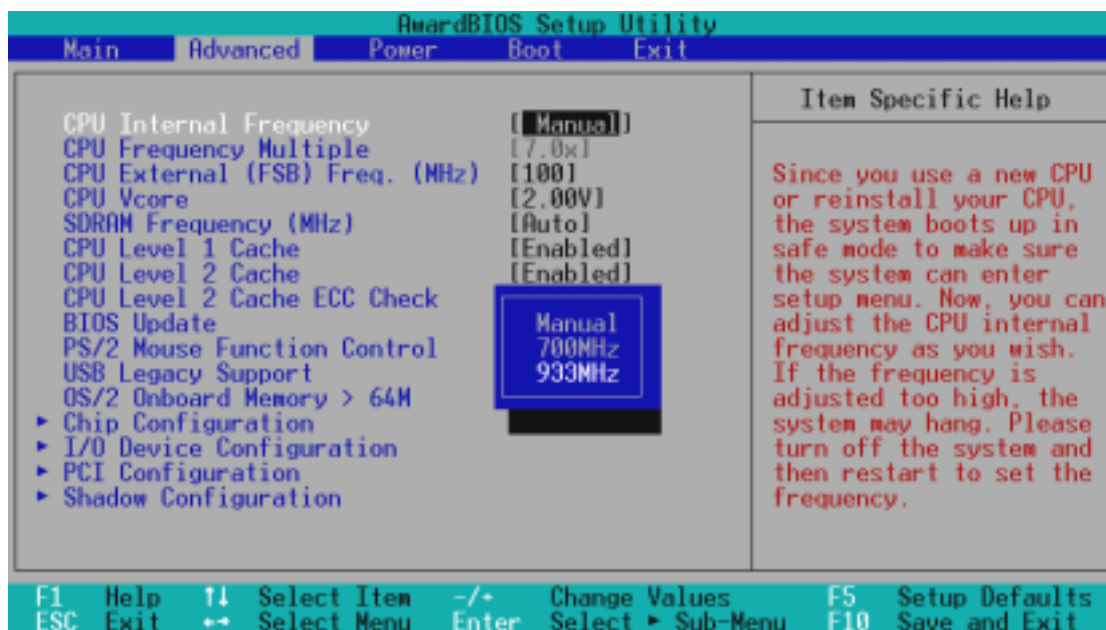 AwardBIOS Setup Utility
Main Advanced Power Boot Exit
CPU Internal Frequency [ Manual]
CPU Frequency Multiple [7.0x]
CPU External (FSB) Freq. (MHz) [100]
CPU Vcore [2.00V]
SDRAM Frequency (MHz) [Auto]
CPU Level 1 Cache [Enabled]
CPU Level 2 Cache [Enabled]
CPU Level 2 Cache ECC Check
BIOS Update
PS/2 Mouse Function Control
USB Legacy Support
OS/2 Onboard Memory > 64M
► Chip Configuration
► I/O Device Configuration
► PCI Configuration
► Shadow Configuration
Manual
700MHz
933MHz
Item Specific Help
Since you use a new CPU
or reinstall your CPU,
the system boots up in
safe mode to make sure
the system can enter
setup menu. Now, you can
adjust the CPU internal
frequency as you wish.
If the frequency is
adjusted too high, the
system may hang. Please
turn off the system and
then restart to set the
frequency.
F1 Help ↑↓ Select Item -/+ Change Values F5 Setup Defaults
ESC Exit ←→ Select Menu Enter Select ► Sub-Menu F10 Save and Exit